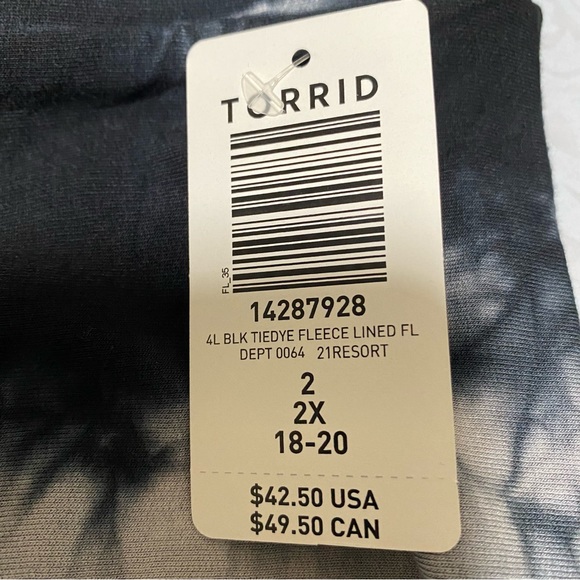 TORRID
FL_35
14287928
4L BLK TIEDYE FLEECE LINED FL
DEPT 0064 21RESORT
2
2X
18-20
$42.50 USA
$49.50 CAN